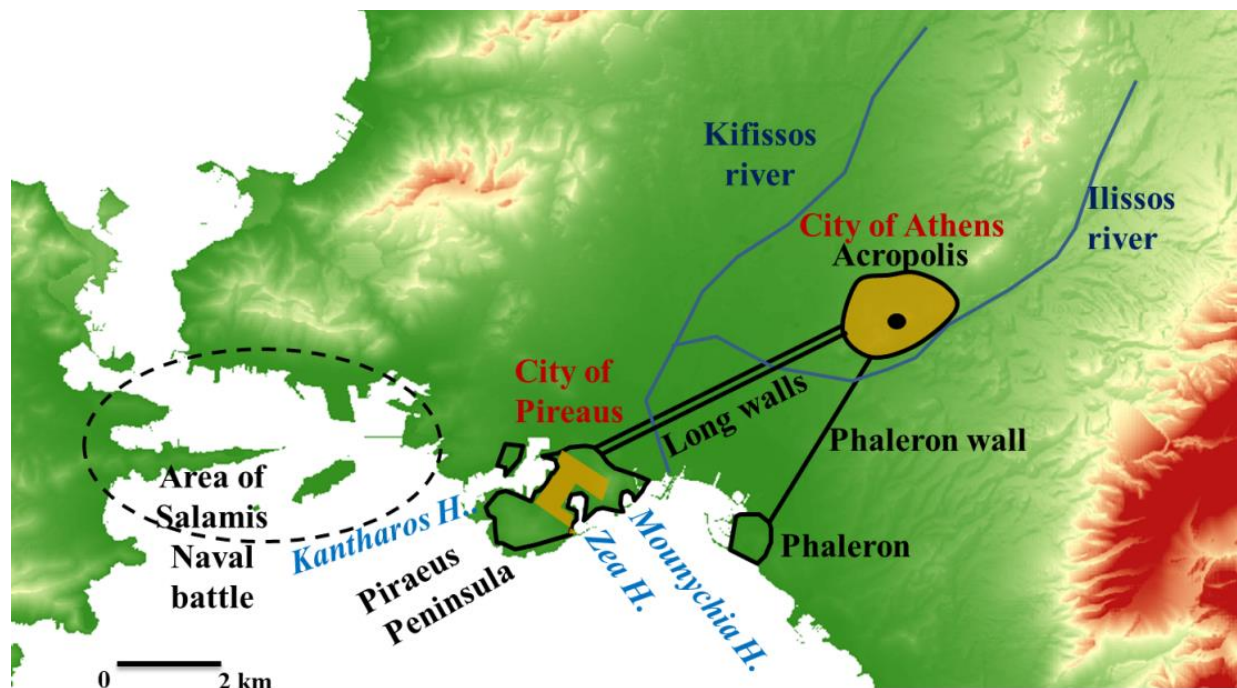 Kifissos
river
Ilissos
river
City of Athens
Acropolis
City of
Pireaus
Long walls
Phaleron wall
Area of
Salamis
Naval
battle
Kantharos H..
Piraeus
Peninsula
Zea H.
Mounychia H.
Phaleron
0 2 km